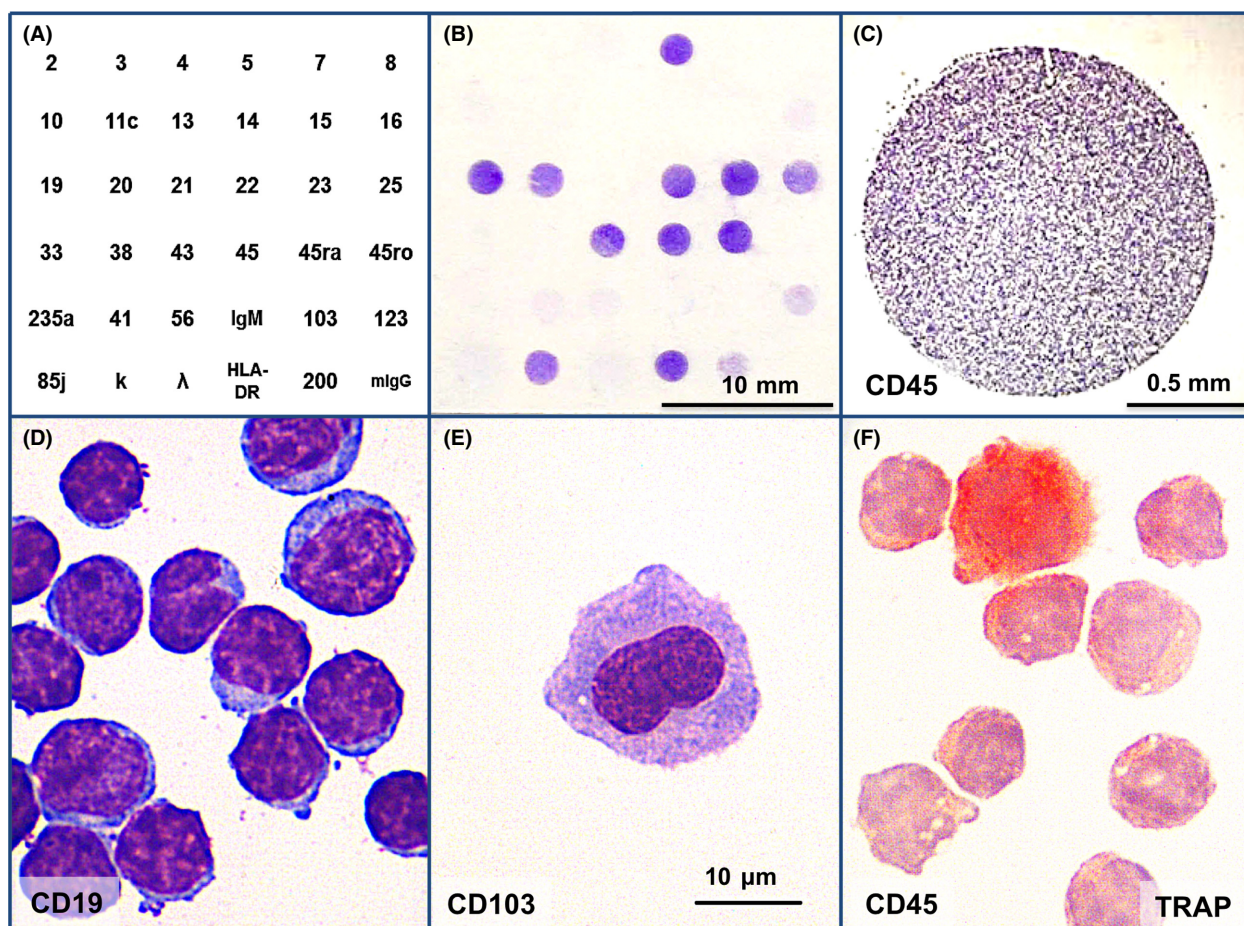 (A)
2 3 4 5 7 8
10 11c 13 14 15 16
19 20 21 22 23 25
33 38 43 45 45ra 45ro
235a 41 56 IgM 103 123
85j k λ HLA-DR 200 mIgG
(B)
10 mm
(C)
CD45
0.5 mm
(D)
CD19
(E)
CD103
10 µm
(F)
CD45
TRAP